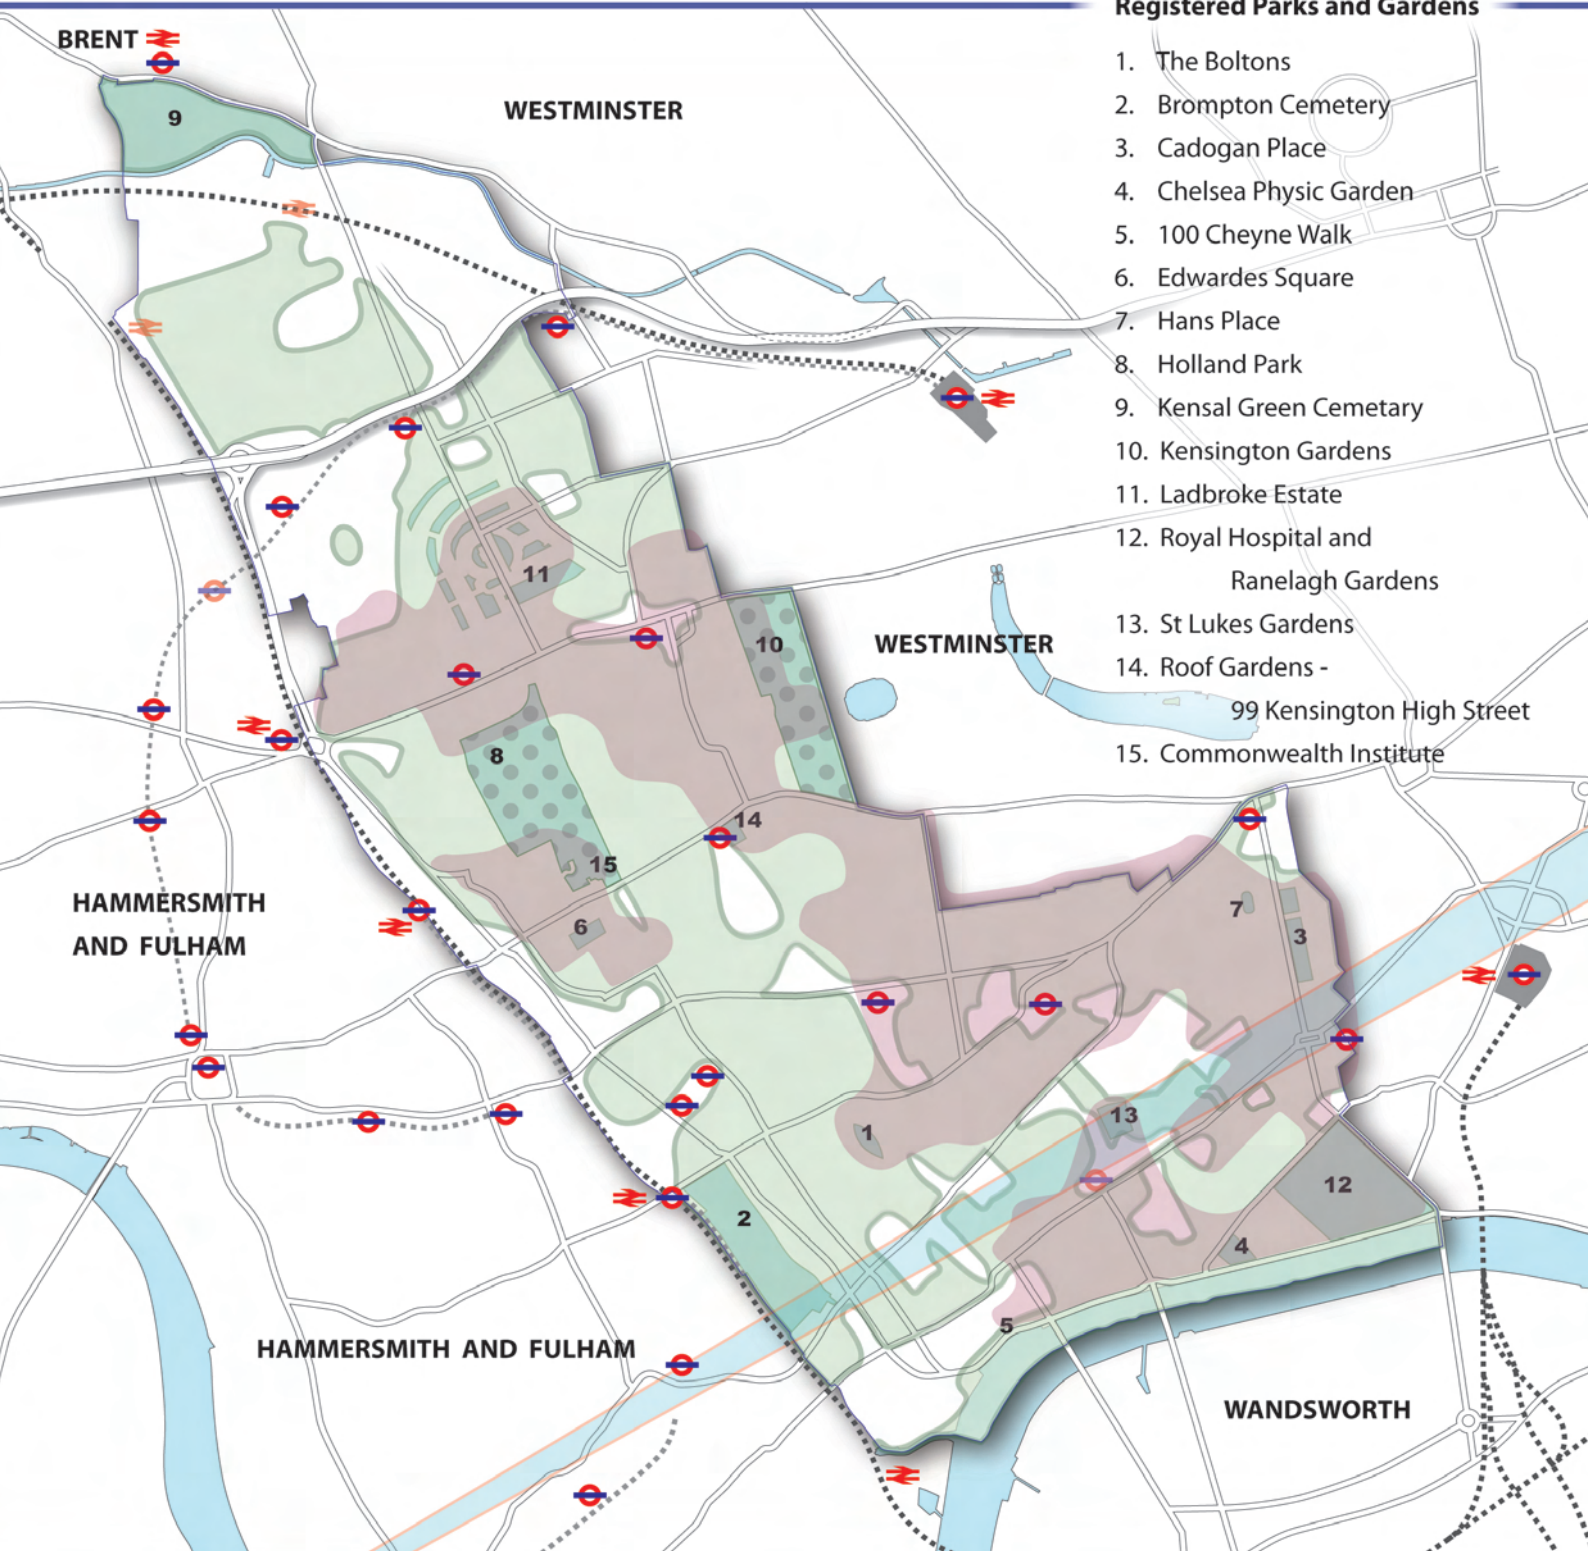 Registered Parks and Gardens
1. The Boltons
2. Brompton Cemetery
3. Cadogan Place
4. Chelsea Physic Garden
5. 100 Cheyne Walk
6. Edwardes Square
7. Hans Place
8. Holland Park
9. Kensal Green Cemetary
10. Kensington Gardens
11. Ladbroke Estate
12. Royal Hospital and
Ranelagh Gardens
13. St Lukes Gardens
14. Roof Gardens -
99 Kensington High Street
15. Commonwealth Institute
BRENT
WESTMINSTER
9
11
10
WESTMINSTER
8
14
15
HAMMERSMITH
AND FULHAM
6
7
3
13
1
12
2
4
5
HAMMERSMITH AND FULHAM
WANDSWORTH